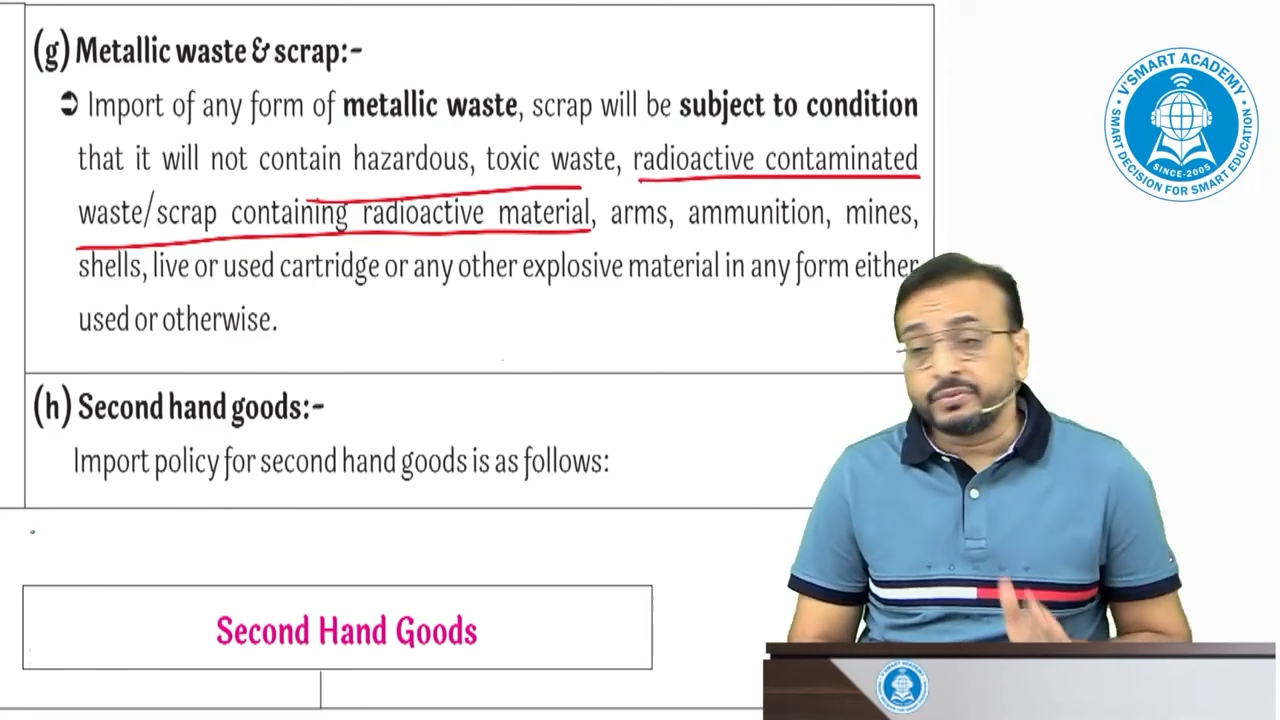 (g) Metallic waste & scrap:-
➲ Import of any form of metallic waste, scrap will be subject to condition
that it will not contain hazardous, toxic waste, radioactive contaminated
waste/scrap containing radioactive material, arms, ammunition, mines,
shells, live or used cartridge or any other explosive material in any form either
used or otherwise.
(h) Second hand goods:-
Import policy for second hand goods is as follows:
Second Hand Goods
V'SMART ACADEMY
SINCE-2005
SMART DECISION FOR SMART EDUCATION